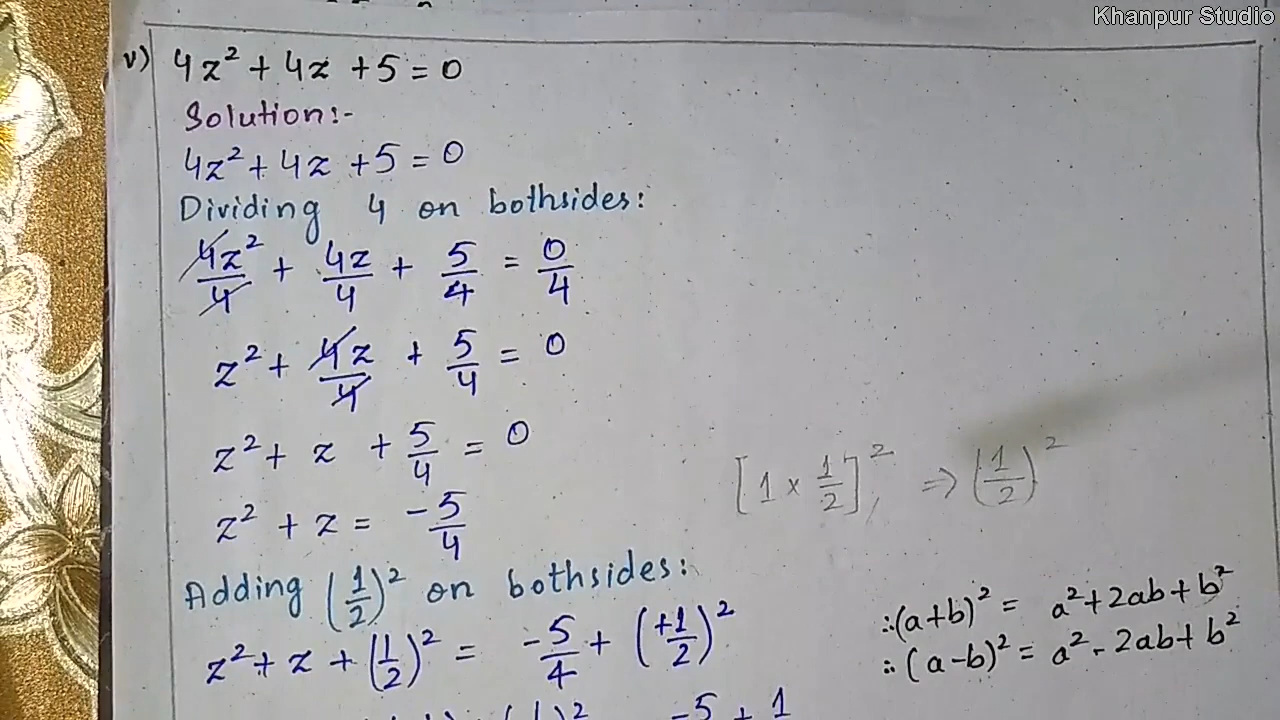 Khanpur Studio
v) 4z² + 4z + 5 = 0
Solution:-
4z² + 4z + 5 = 0
Dividing 4 on bothsides:
4z²/4 + 4z/4 + 5/4 = 0/4
z² + 4z/4 + 5/4 = 0
z² + z + 5/4 = 0
[1 × 1/2]², ⇒ (1/2)²
z² + z = -5/4
Adding (1/2)² on bothsides:
∴(a+b)² = a²+2ab+b²
z² + z + (1/2)² = -5/4 + (+1/2)²
∴(a-b)² = a²-2ab+b²